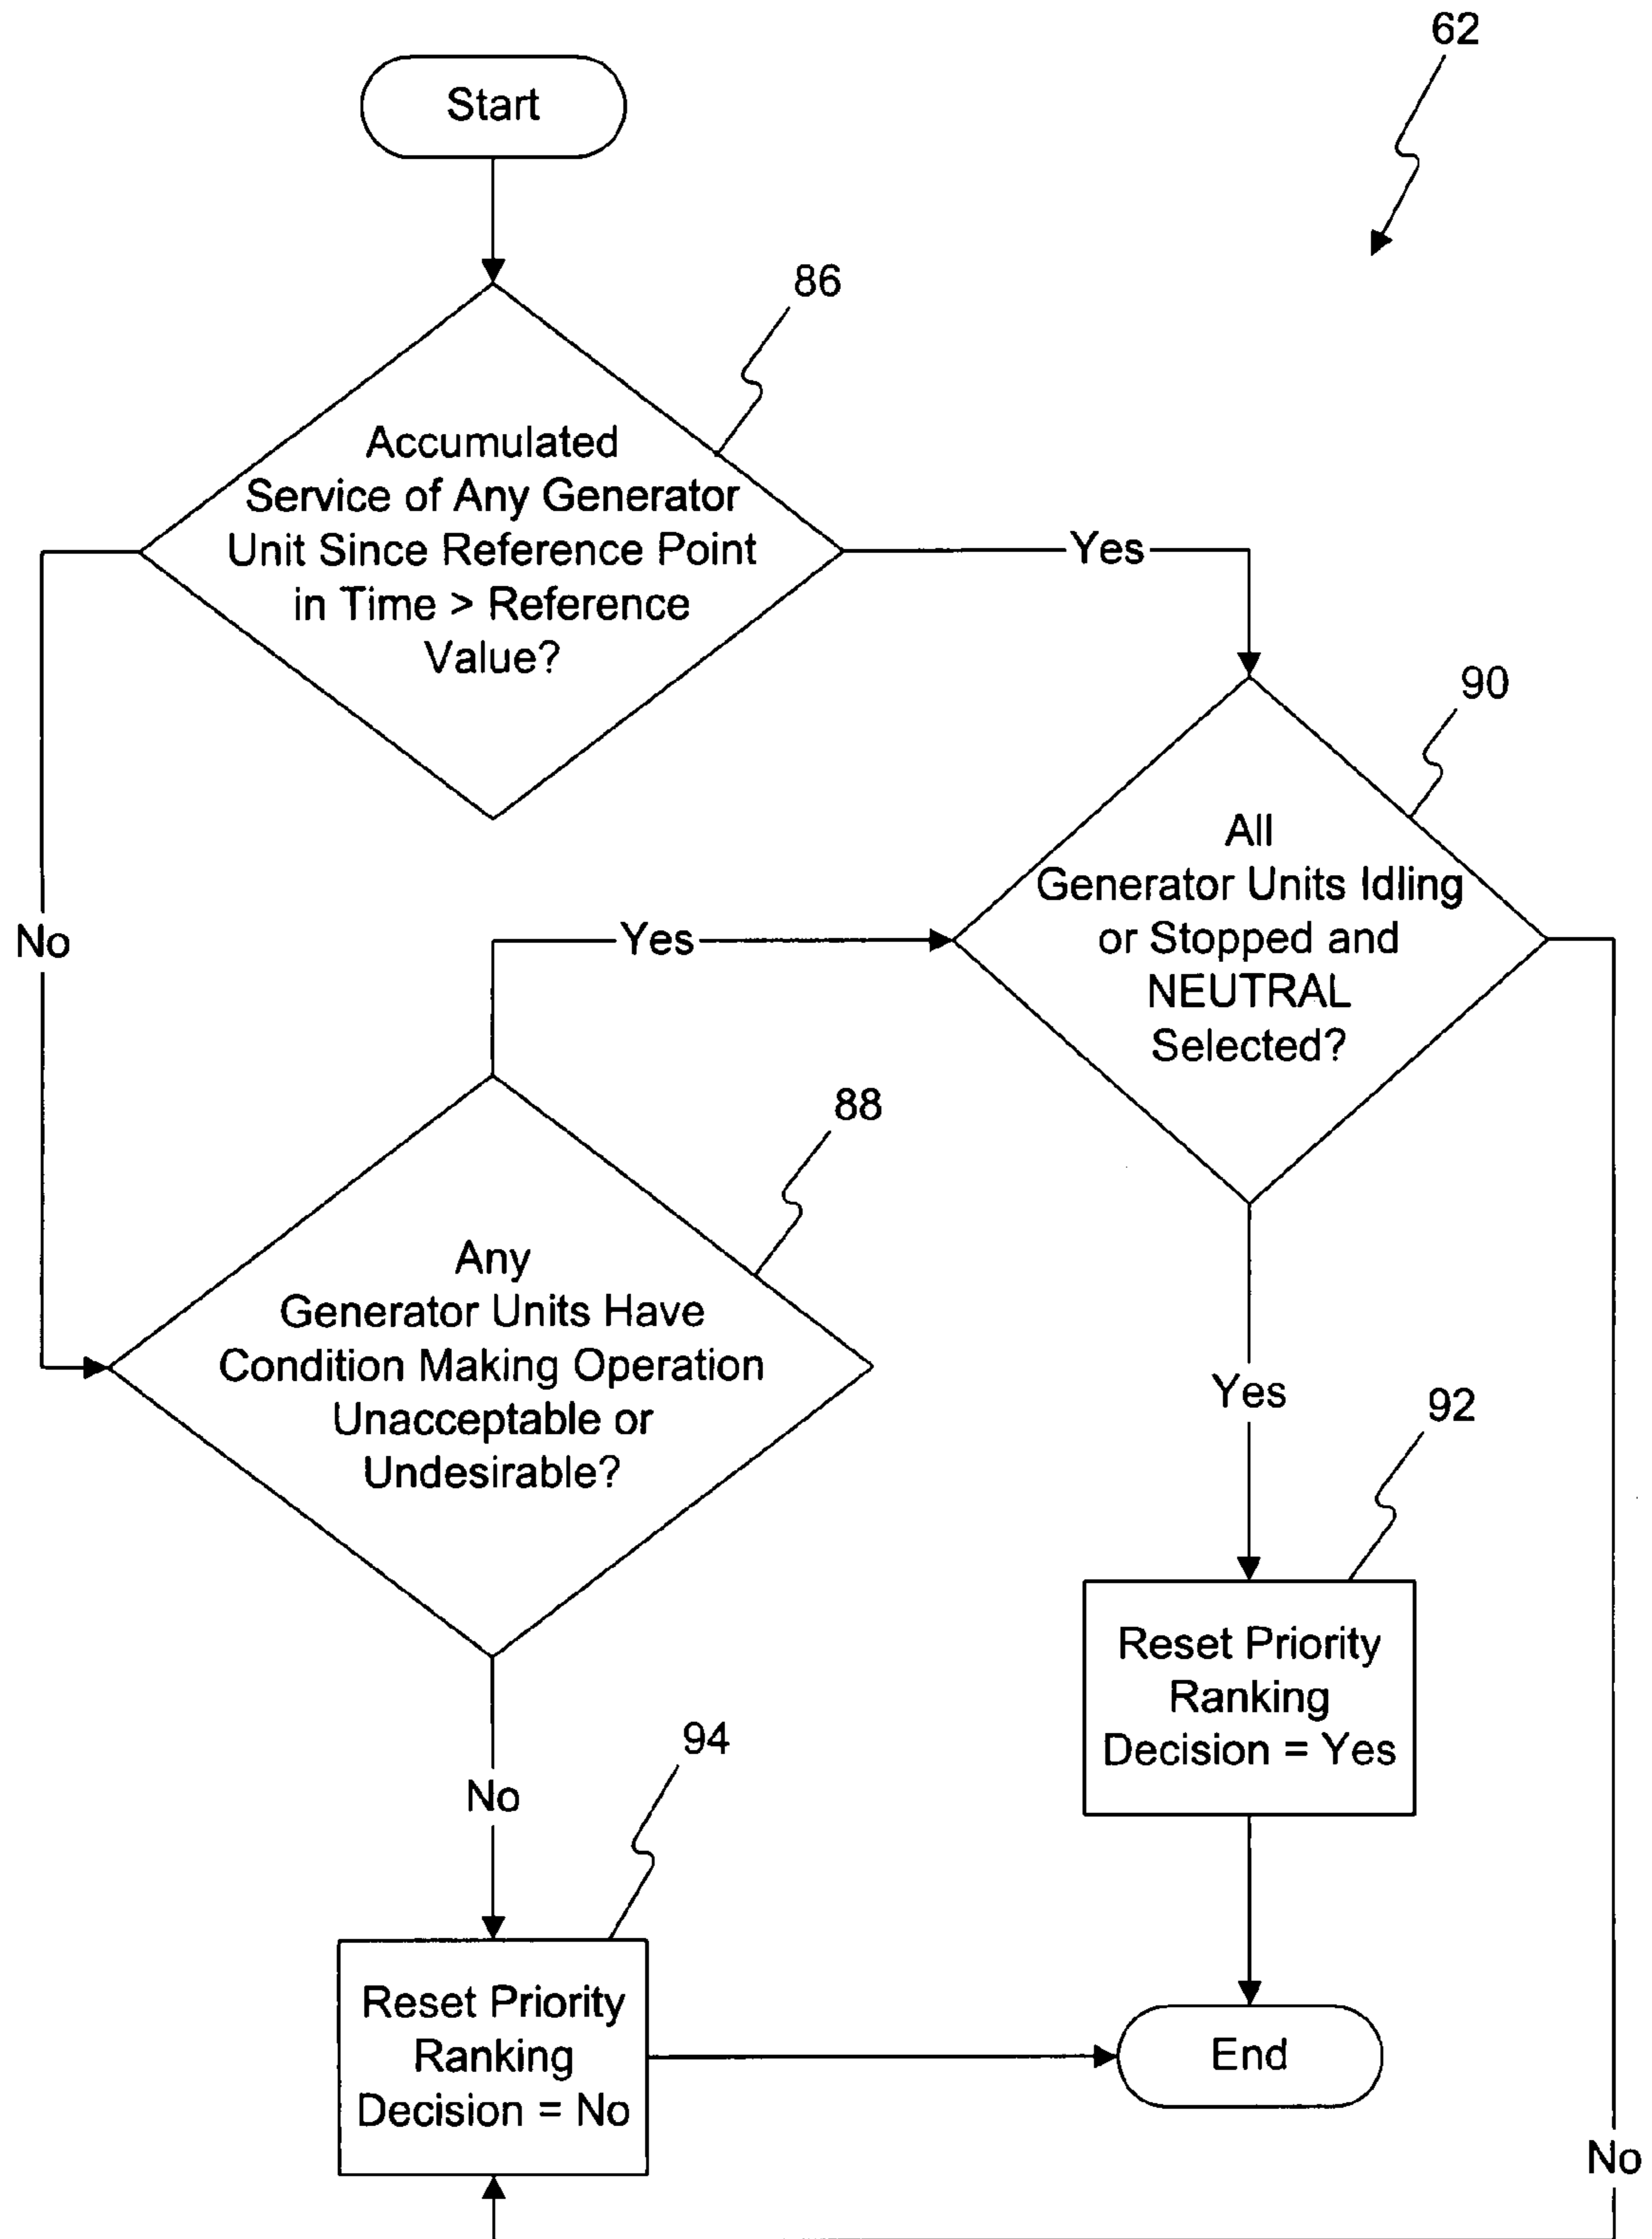 62
Start
86
Accumulated
Service of Any Generator
Unit Since Reference Point
in Time > Reference
Value?
Yes
90
All
Generator Units Idling
or Stopped and
NEUTRAL
Selected?
No
Yes
88
Any
Generator Units Have
Condition Making Operation
Unacceptable or
Undesirable?
Yes
92
Reset Priority
Ranking
Decision = Yes
94
No
Reset Priority
Ranking
Decision = No
End
No